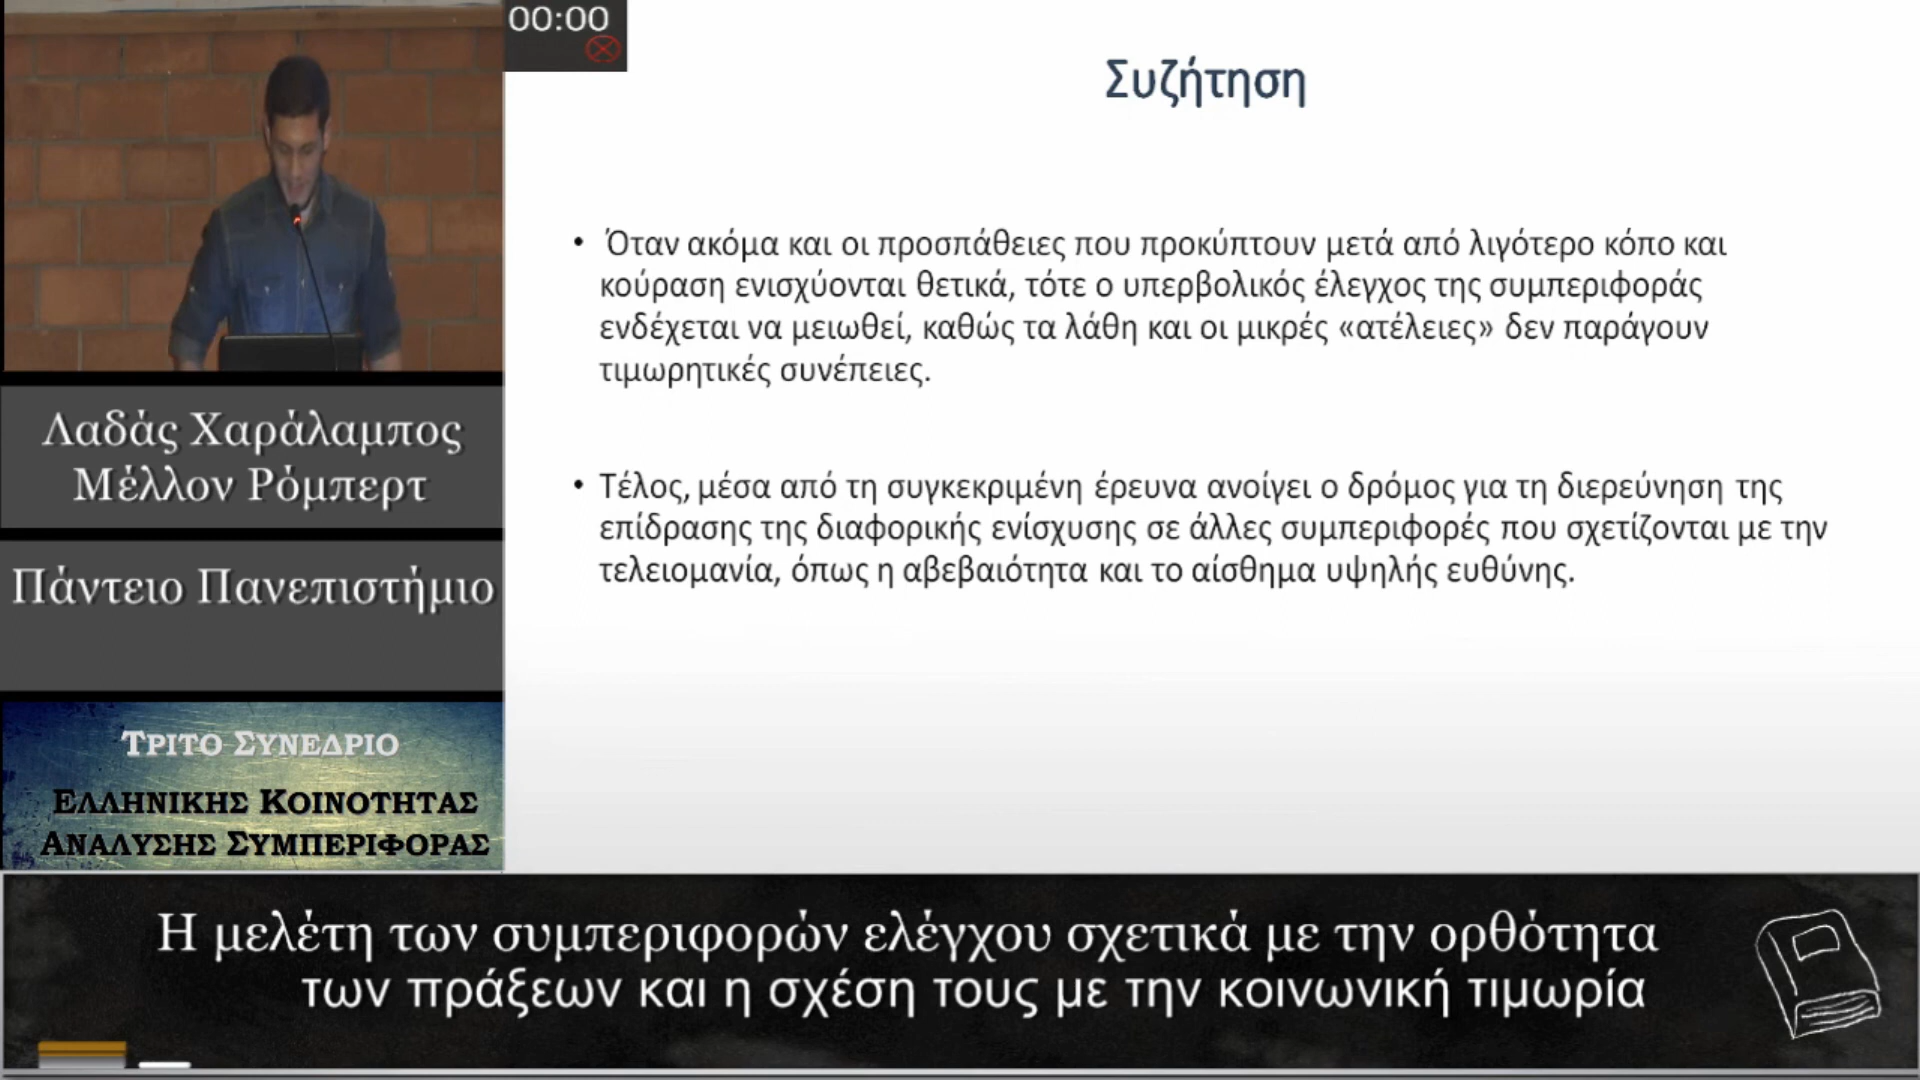 00:00
Συζήτηση
• Όταν ακόμα και οι προσπάθειες που προκύπτουν μετά από λιγότερο κόπο και
κούραση ενισχύονται θετικά, τότε ο υπερβολικός έλεγχος της συμπεριφοράς
ενδέχεται να μειωθεί, καθώς τα λάθη και οι μικρές «ατέλειες» δεν παράγουν
τιμωρητικές συνέπειες.
• Τέλος, μέσα από τη συγκεκριμένη έρευνα ανοίγει ο δρόμος για τη διερεύνηση της
επίδρασης της διαφορικής ενίσχυσης σε άλλες συμπεριφορές που σχετίζονται με την
τελειομανία, όπως η αβεβαιότητα και το αίσθημα υψηλής ευθύνης.
Λαδάς Χαράλαμπος
Μέλλον Ρόμπερτ
Πάντειο Πανεπιστήμιο
ΤΡΙΤΟ ΣΥΝΕΔΡΙΟ
ΕΛΛΗΝΙΚΗΣ ΚΟΙΝΟΤΗΤΑΣ
ΑΝΑΛΥΣΗΣ ΣΥΜΠΕΡΙΦΟΡΑΣ
Η μελέτη των συμπεριφορών ελέγχου σχετικά με την ορθότητα
των πράξεων και η σχέση τους με την κοινωνική τιμωρία